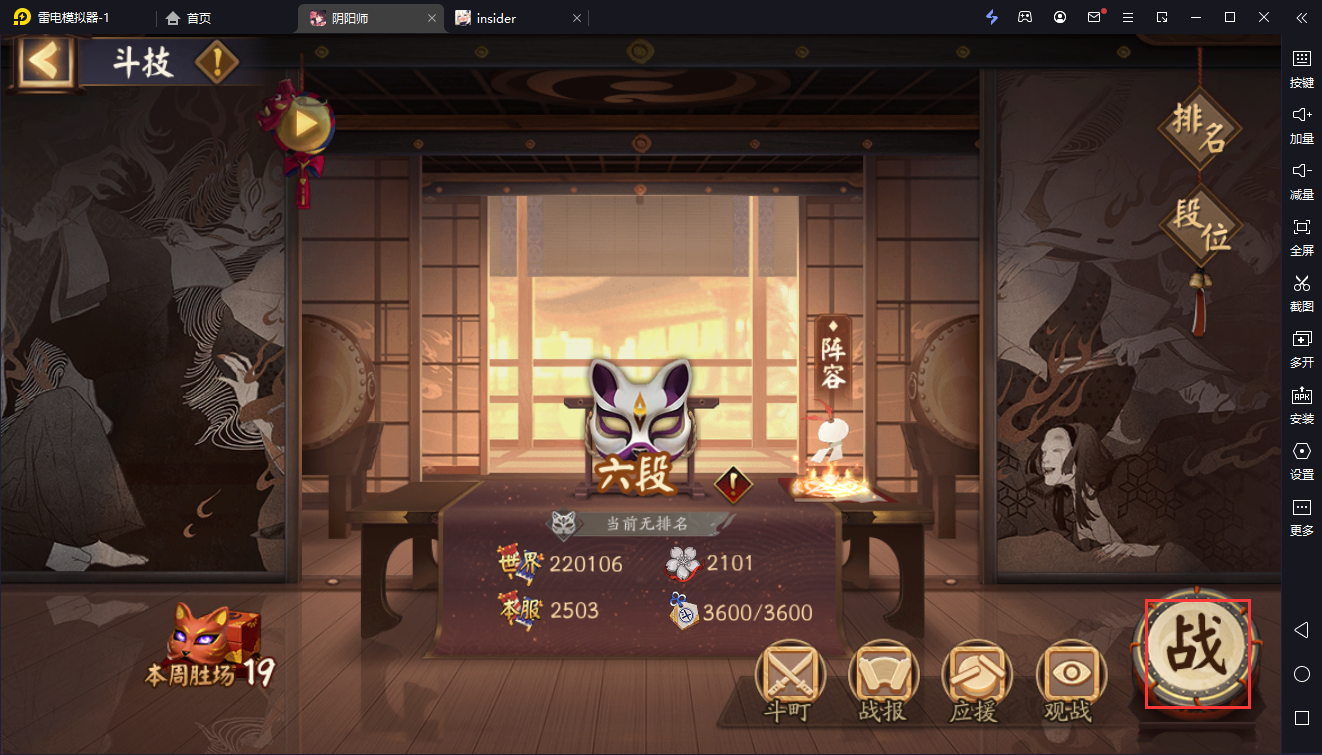 雷电模拟器-1
首页
阴阳师
insider
斗技
排名
段位
阵容
六段
当前无排名
世界 220106
2101
本服 2503
3600/3600
本周胜场 19
斗町
战报
应援
观战
战
按键
加量
减量
全屏
截图
多开
APK
安装
设置
更多